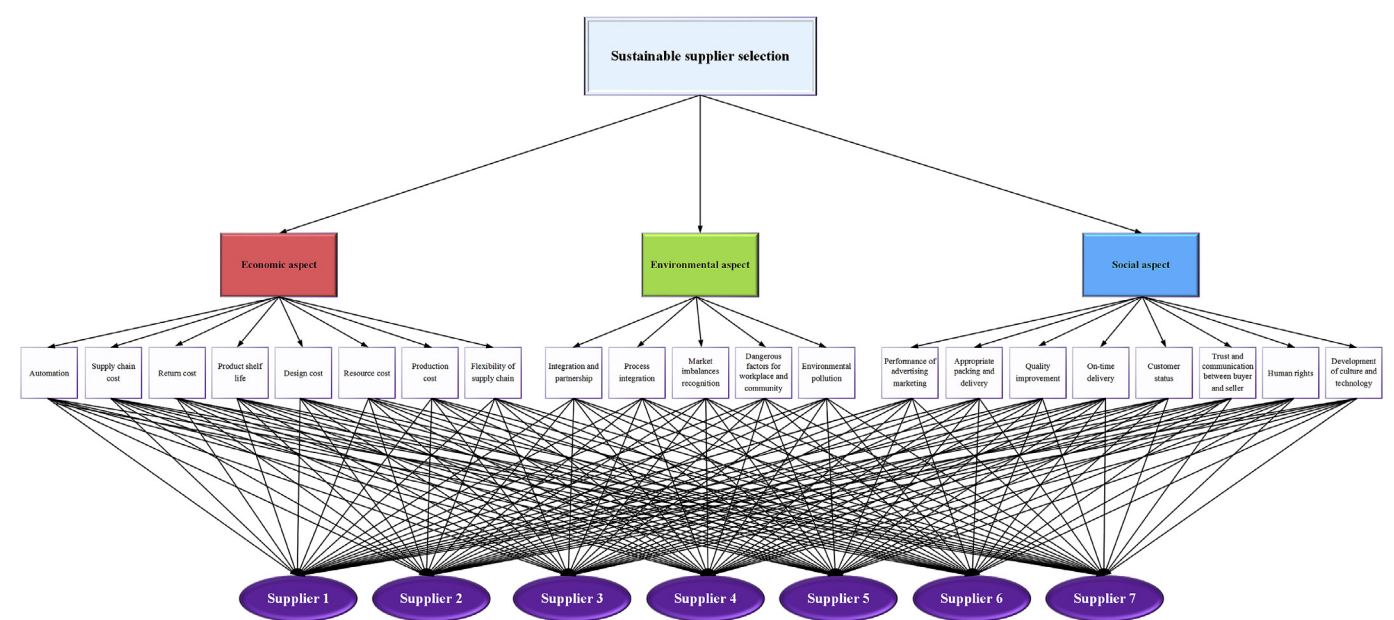 Sustainable supplier selection
Economic aspect
Environmental aspect
Social aspect
Automation
Supply chain
cost
Return cost
Product shelf
life
Design cost
Resource cost
Production
cost
Flexibility of
supply chain
Integration and
partnership
Process
integration
Market
imbalances
recognition
Dangerous
factors for
workplace and
community
Environmental
pollution
Performance of
advertising
marketing
Appropriate
packing and
delivery
Quality
improvement
On-time
delivery
Customer
status
Trust and
communication
between buyer
and seller
Human rights
Development
of culture and
technology
Supplier 1
Supplier 2
Supplier 3
Supplier 4
Supplier 5
Supplier 6
Supplier 7